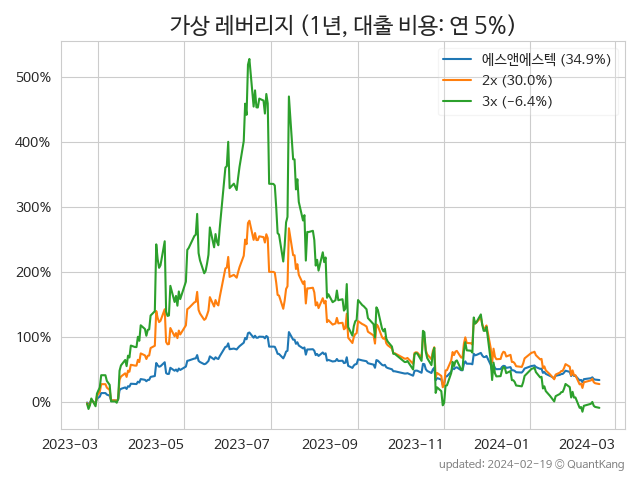 가상 레버리지 (1년, 대출 비용: 연 5%)
에스앤에스텍 (34.9%)
2x (30.0%)
3x (−6.4%)
500%
400%
300%
200%
100%
0%
2023-03 2023-05 2023-07 2023-09 2023-11 2024-01 2024-03
updated: 2024-02-19 © QuantKang